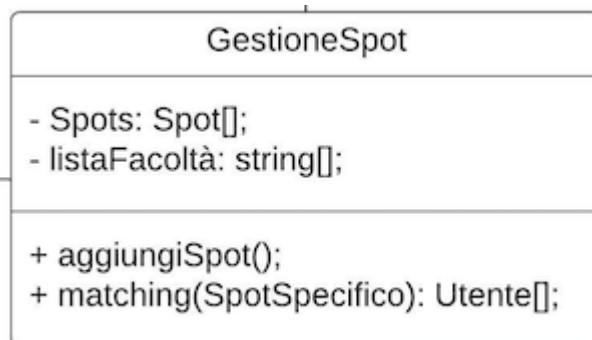 GestioneSpot
- Spots: Spot[];
- listaFacoltà: string[];
+ aggiungiSpot();
+ matching(SpotSpecifico): Utente[];